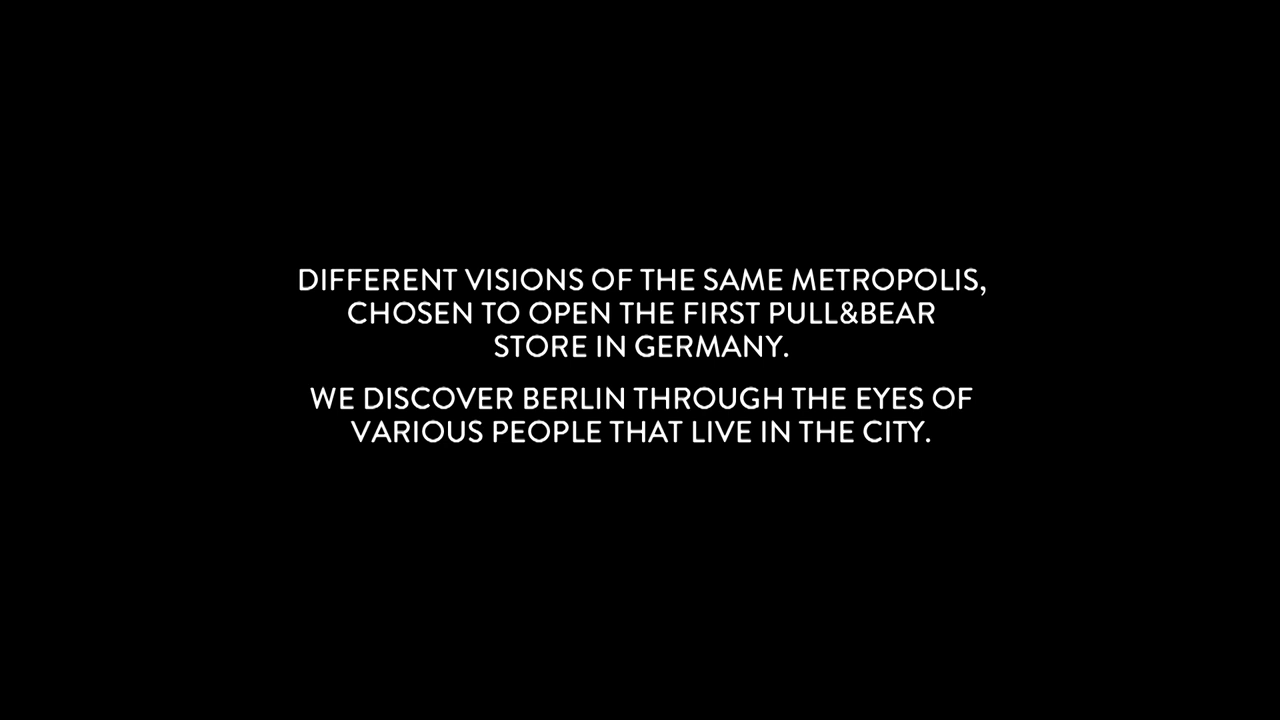 DIFFERENT VISIONS OF THE SAME METROPOLIS,
CHOSEN TO OPEN THE FIRST PULL&BEAR
STORE IN GERMANY.
WE DISCOVER BERLIN THROUGH THE EYES OF
VARIOUS PEOPLE THAT LIVE IN THE CITY.